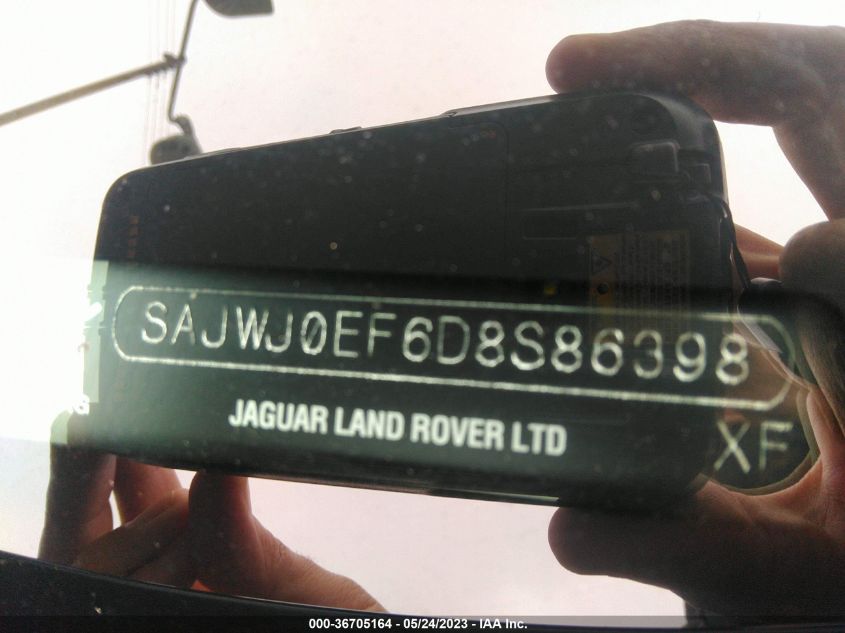 SAJWJ0EF6D8S86398
JAGUAR LAND ROVER LTD
XF
000-36705164 - 05/24/2023 - IAA Inc.